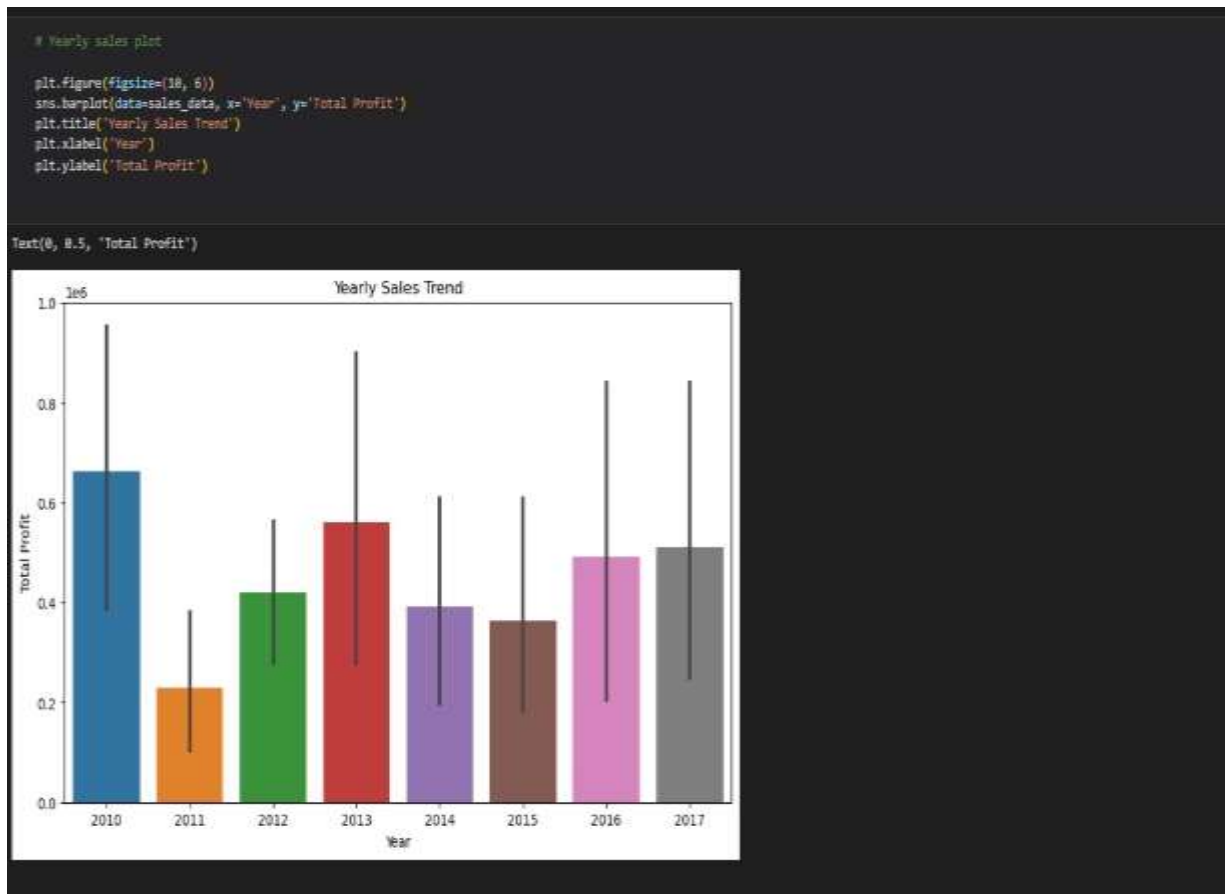 # Yearly sales plot
plt.figure(figsize=(10, 6))
sns.barplot(data=sales_data, x='Year', y='Total Profit')
plt.title('Yearly Sales Trend')
plt.xlabel('Year')
plt.ylabel('Total Profit')
Text(0, 0.5, 'Total Profit')
Yearly Sales Trend
1e6
1.0
0.8
0.6
0.4
0.2
0.0
Total Profit
2010 2011 2012 2013 2014 2015 2016 2017
Year